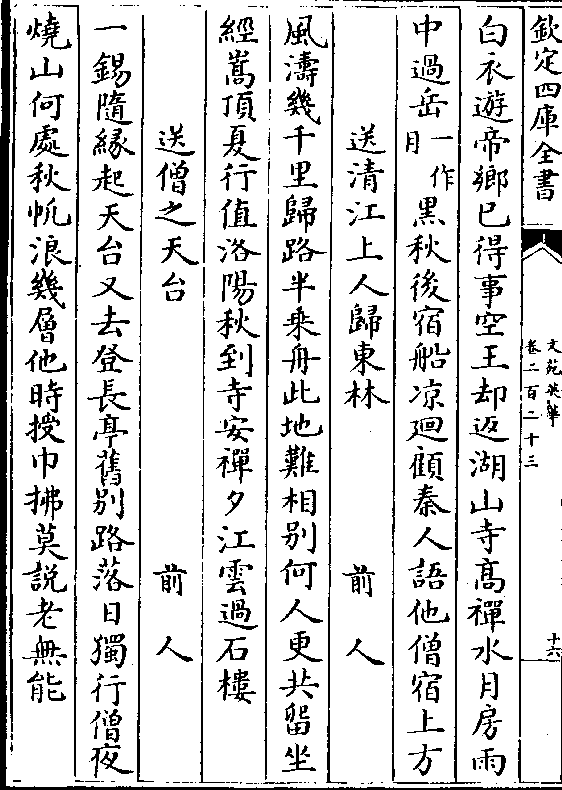 欽定四庫全書
文苑英華
卷二百二十三
十六
白衣遊帝鄉已得事空王却返湖山寺高禪水月房雨
中過岳一作月黒秋後宿船凉廻顧秦人語他僧宿上方
送清江上人歸東林 前人
風濤幾千里歸路半乗舟此地難相别何人更共留坐
經嵩頂夏行值洛陽秋到寺安禪夕江雲過石樓
送僧之天台 前人
一錫隨縁起天台又去登長亭舊别路落日獨行僧夜
燒山何處秋帆浪幾層他時授巾拂莫説老無能